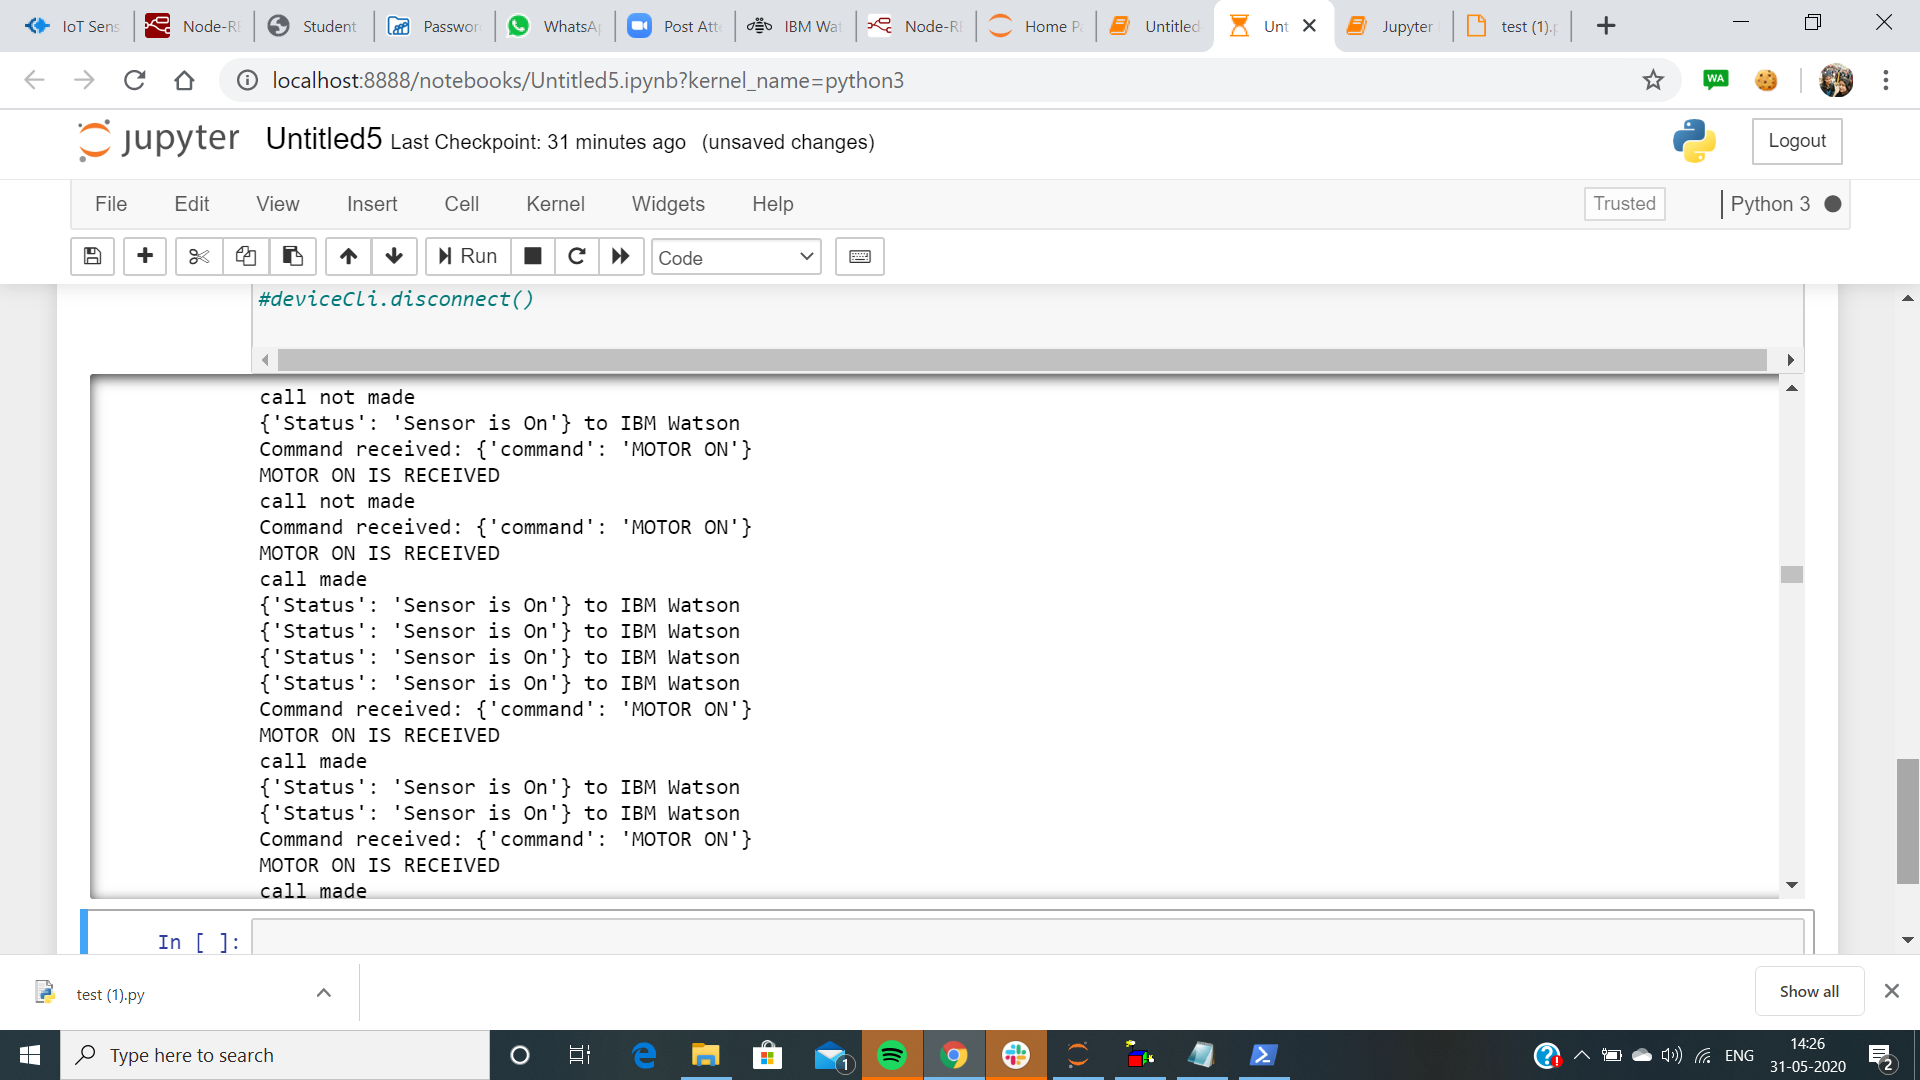 IoT Sens
Node-RE
Student
Passwor
WhatsAp
Post Atte
IBM Wat
Node-RE
Home Pa
Untitled
Unt
Jupyter
test (1).p
localhost:8888/notebooks/Untitled5.ipynb?kernel_name=python3
WA
jupyter Untitled5 Last Checkpoint: 31 minutes ago (unsaved changes)
Logout
File Edit View Insert Cell Kernel Widgets Help
Trusted
Python 3
Run
Code
#deviceCli.disconnect()
call not made
{'Status': 'Sensor is On'} to IBM Watson
Command received: {'command': 'MOTOR ON'}
MOTOR ON IS RECEIVED
call not made
Command received: {'command': 'MOTOR ON'}
MOTOR ON IS RECEIVED
call made
{'Status': 'Sensor is On'} to IBM Watson
{'Status': 'Sensor is On'} to IBM Watson
{'Status': 'Sensor is On'} to IBM Watson
{'Status': 'Sensor is On'} to IBM Watson
Command received: {'command': 'MOTOR ON'}
MOTOR ON IS RECEIVED
call made
{'Status': 'Sensor is On'} to IBM Watson
{'Status': 'Sensor is On'} to IBM Watson
Command received: {'command': 'MOTOR ON'}
MOTOR ON IS RECEIVED
call made
In [ ]:
test (1).py
Show all
Type here to search
1
ENG
14:26
31-05-2020
2